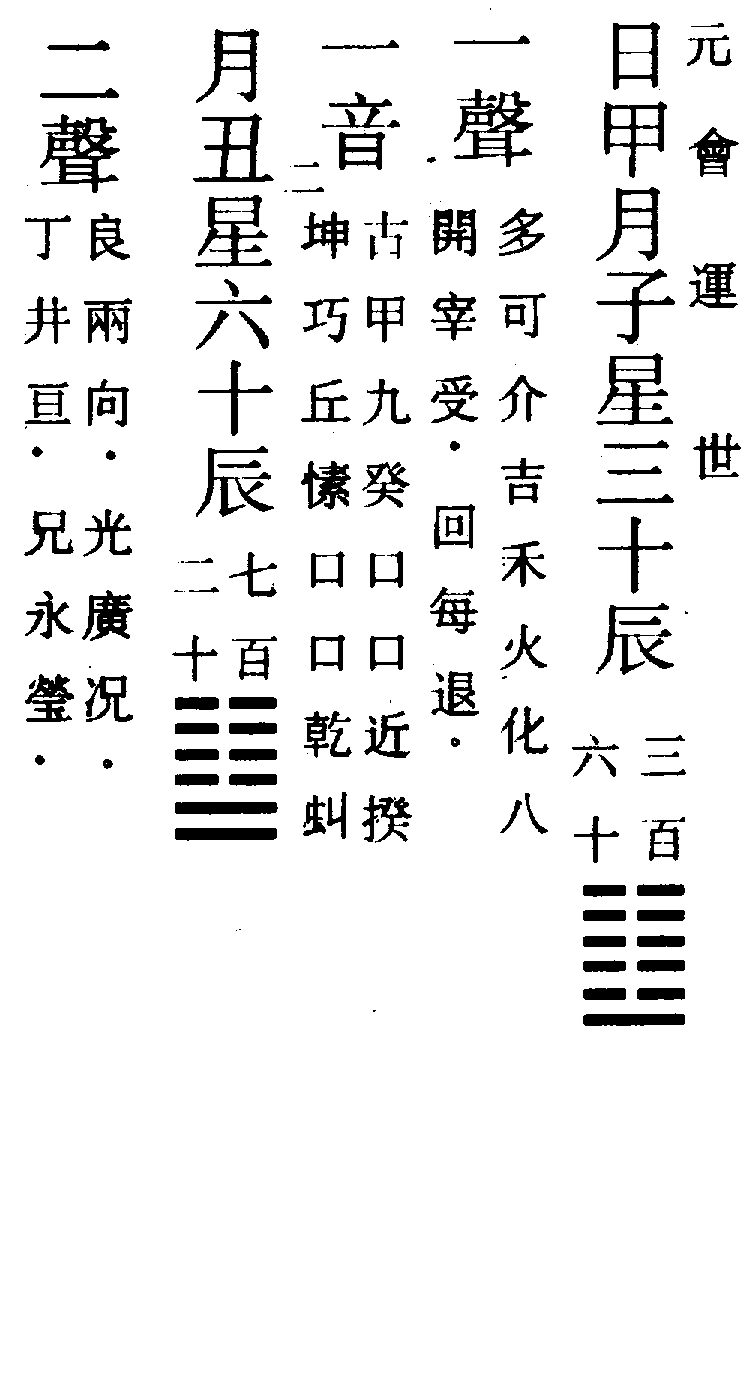 元會運世
日甲月子星三十辰三百六十䷗
一聲多可介吉禾火化八
開宰受・回每退・
一音古甲九癸口口近揆
坤巧丘愫口口乾虯
二
月丑星六十辰七百二十䷒
二聲良兩向・光廣况・
丁井亘・兄永瑩・